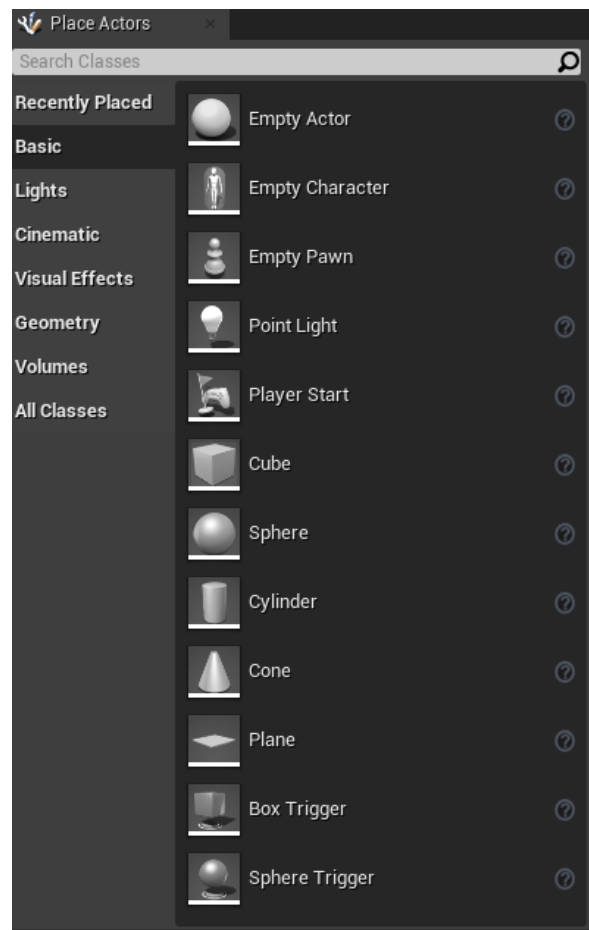 Place Actors
Search Classes
Recently Placed
Basic
Lights
Cinematic
Visual Effects
Geometry
Volumes
All Classes
Empty Actor
Empty Character
Empty Pawn
Point Light
Player Start
Cube
Sphere
Cylinder
Cone
Plane
Box Trigger
Sphere Trigger